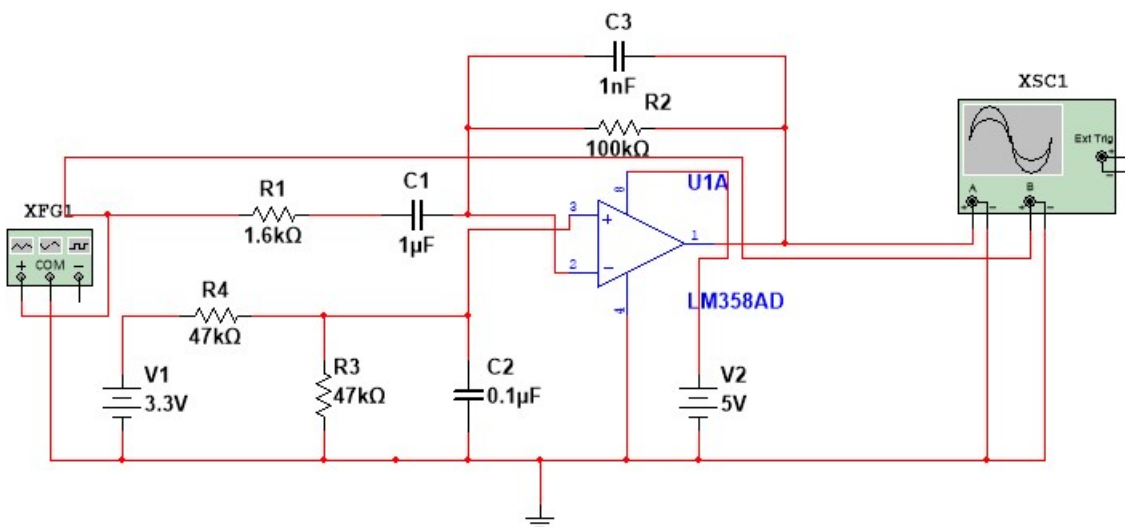 C3
1nF
R2
100kΩ
XSC1
Ext Trig
+
−
A
B
+ −
+ −
XFG1
+ COM −
R1
1.6kΩ
C1
1µF
U1A
8
3
+
2
−
1
4
LM358AD
R4
47kΩ
V1
3.3V
R3
47kΩ
C2
0.1µF
V2
5V